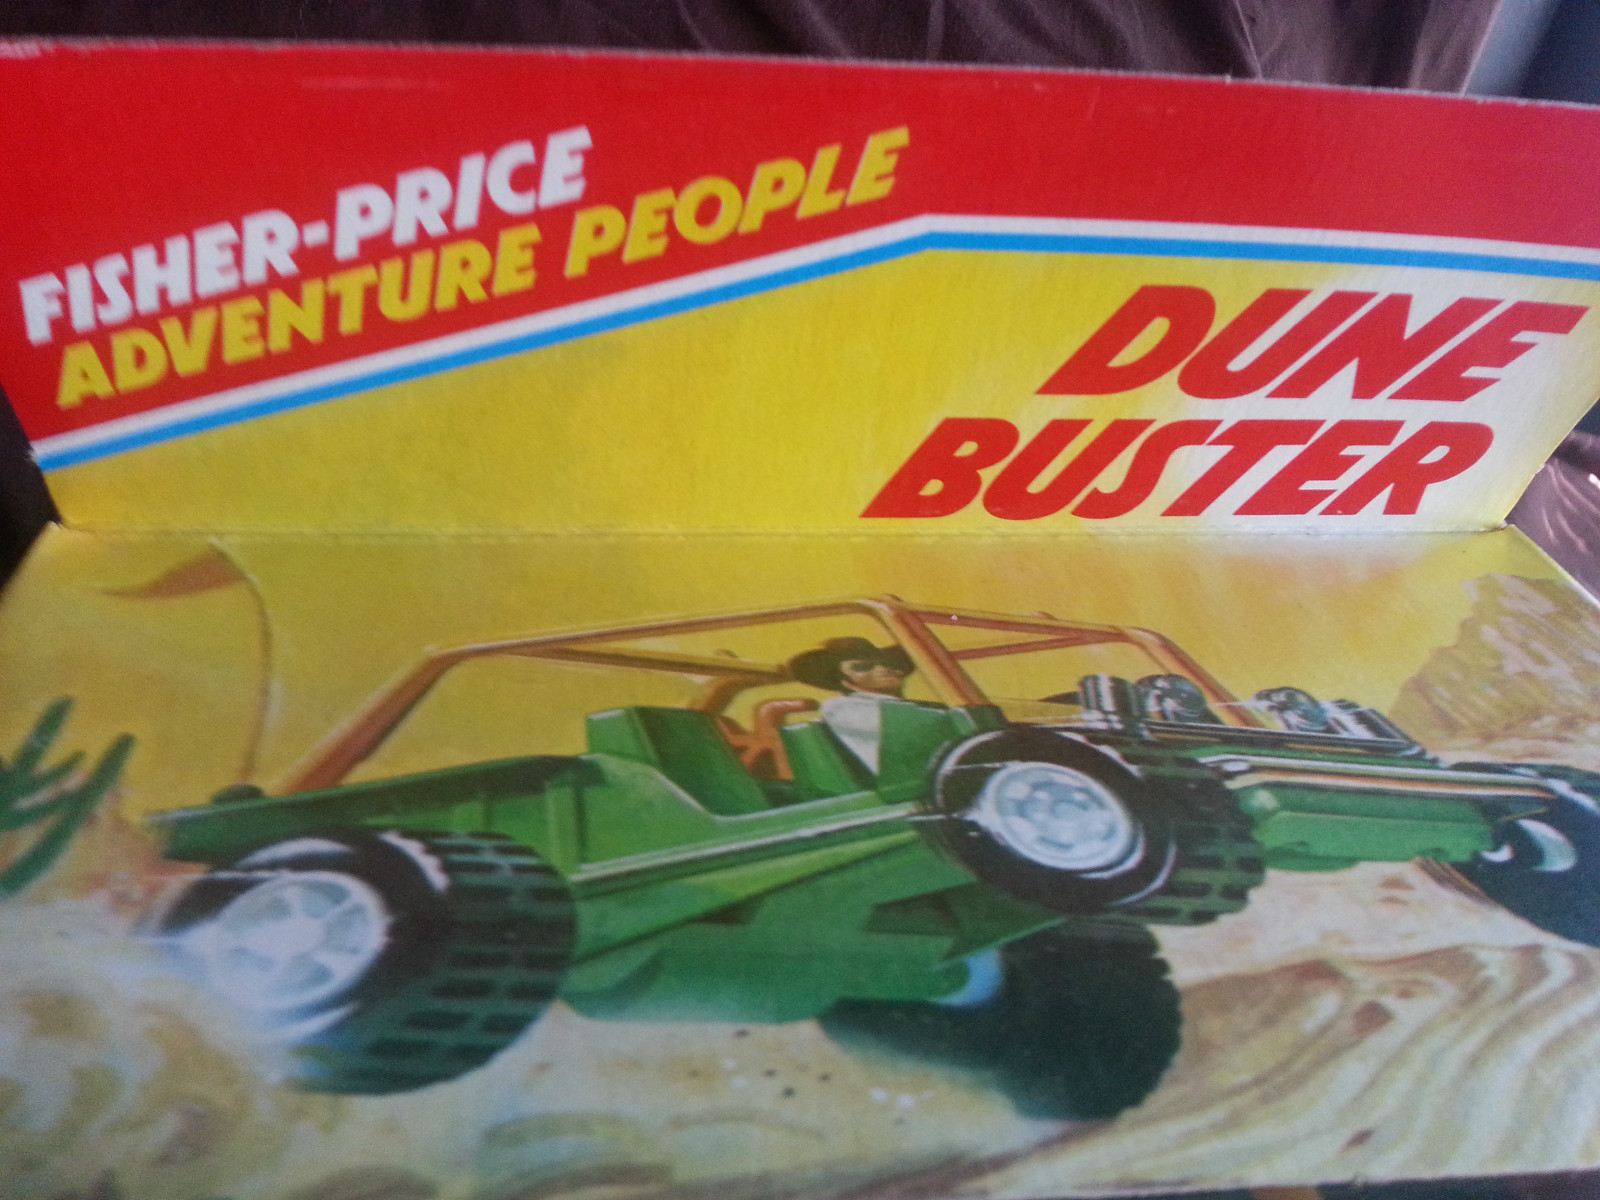 FISHER-PRICE
ADVENTURE PEOPLE
DUNE
BUSTER